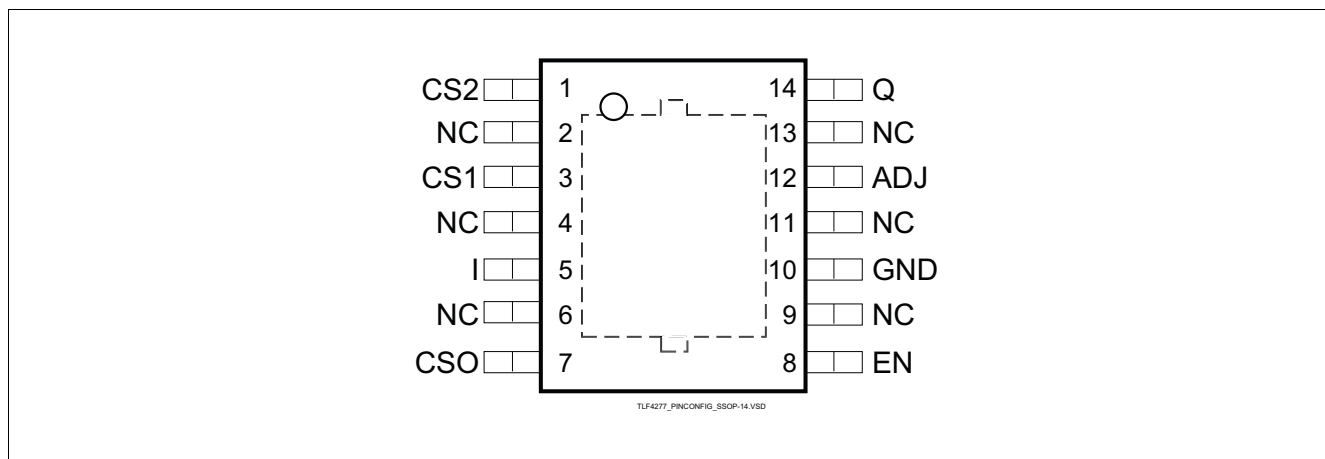 CS2 1 14 Q
NC 2 13 NC
CS1 3 12 ADJ
NC 4 11 NC
I 5 10 GND
NC 6 9 NC
CSO 7 8 EN
TLF4277_PINCONFIG_SSOP-14.VSD